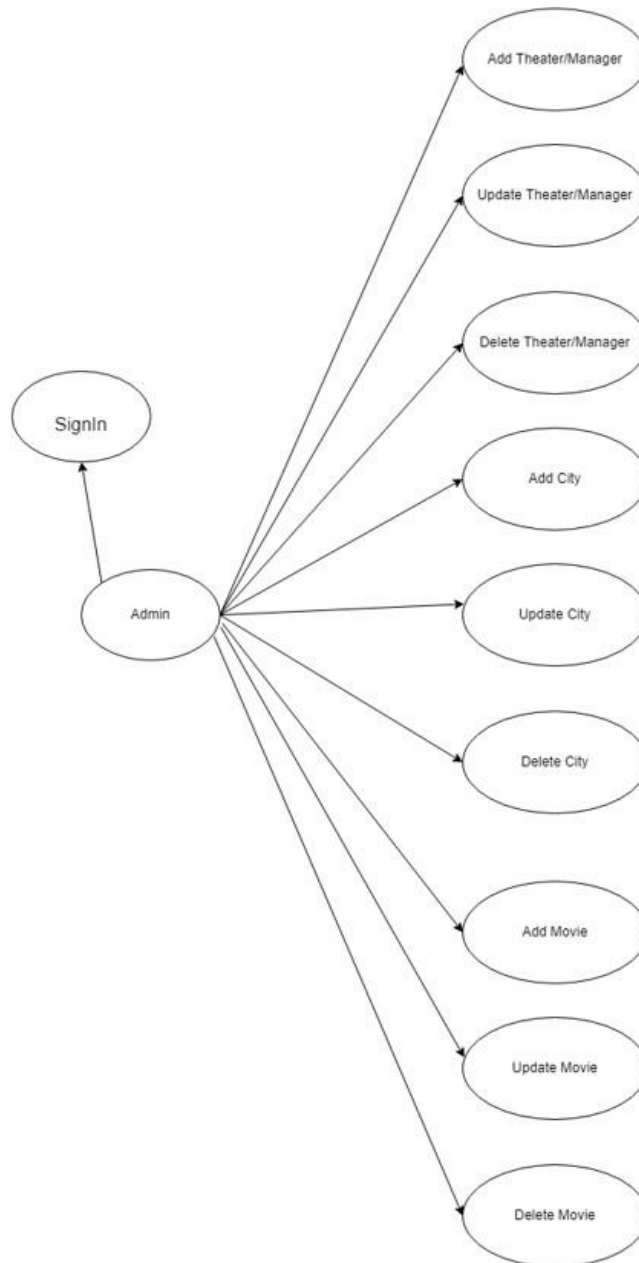 Add Theater/Manager
Update Theater/Manager
Delete Theater/Manager
SignIn
Add City
Admin
Update City
Delete City
Add Movie
Update Movie
Delete Movie